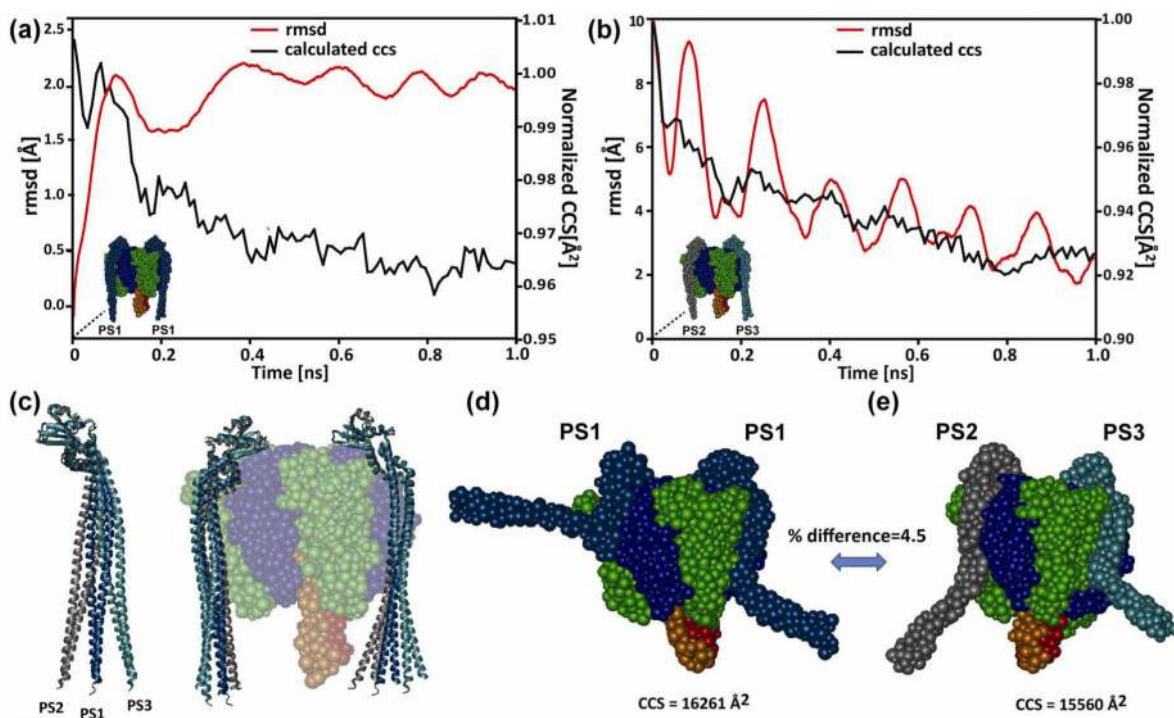 (a)
rmsd
calculated ccs
rmsd [Å]
2.5
2.0
1.5
1.0
0.5
0.0
1.01
1.00
0.99
0.98
0.97
0.96
0.95
Normalized CCS[Å²]
PS1 PS1
0 0.2 0.4 0.6 0.8 1.0
Time [ns]
(b)
rmsd
calculated ccs
rmsd [Å]
10
8
6
4
2
0
1.00
0.98
0.96
0.94
0.92
0.90
Normalized CCS[Å²]
PS2 PS3
0 0.2 0.4 0.6 0.8 1.0
Time [ns]
(c)
PS2 PS1 PS3
(d)
PS1 PS1
CCS = 16261 Å²
% difference=4.5
(e)
PS2 PS3
CCS = 15560 Å²